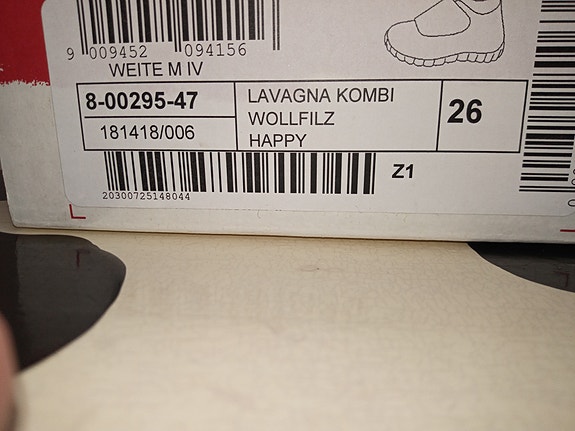 9 009452 094156
WEITE M IV
8-00295-47
181418/006
LAVAGNA KOMBI
WOLLFILZ
HAPPY
26
Z1
20300725148044